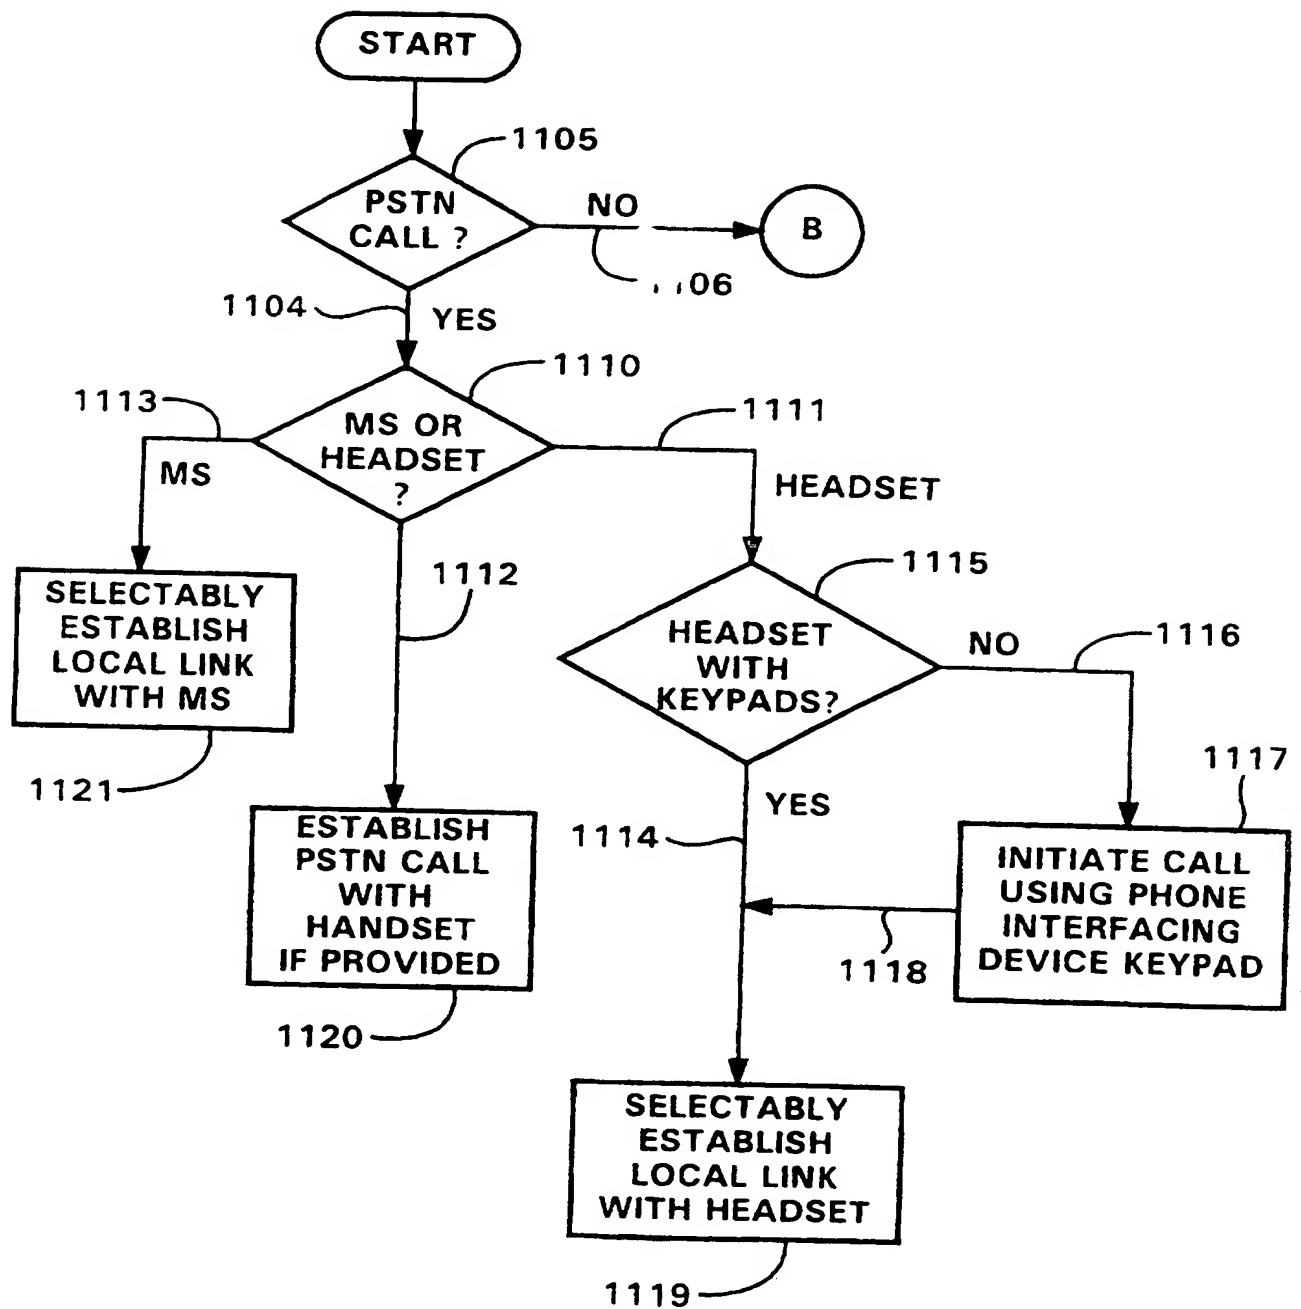 START
1105
PSTN
CALL ?
NO
B
1104
YES
1110
1113
1111
MS OR
HEADSET
?
MS
HEADSET
1112
1115
SELECTABLY
ESTABLISH
LOCAL LINK
WITH MS
HEADSET
WITH
KEYPADS?
NO
1116
1121
1117
YES
1114
ESTABLISH
PSTN CALL
WITH
HANDSET
IF PROVIDED
INITIATE CALL
USING PHONE
INTERFACING
DEVICE KEYPAD
1118
1120
SELECTABLY
ESTABLISH
LOCAL LINK
WITH HEADSET
1119